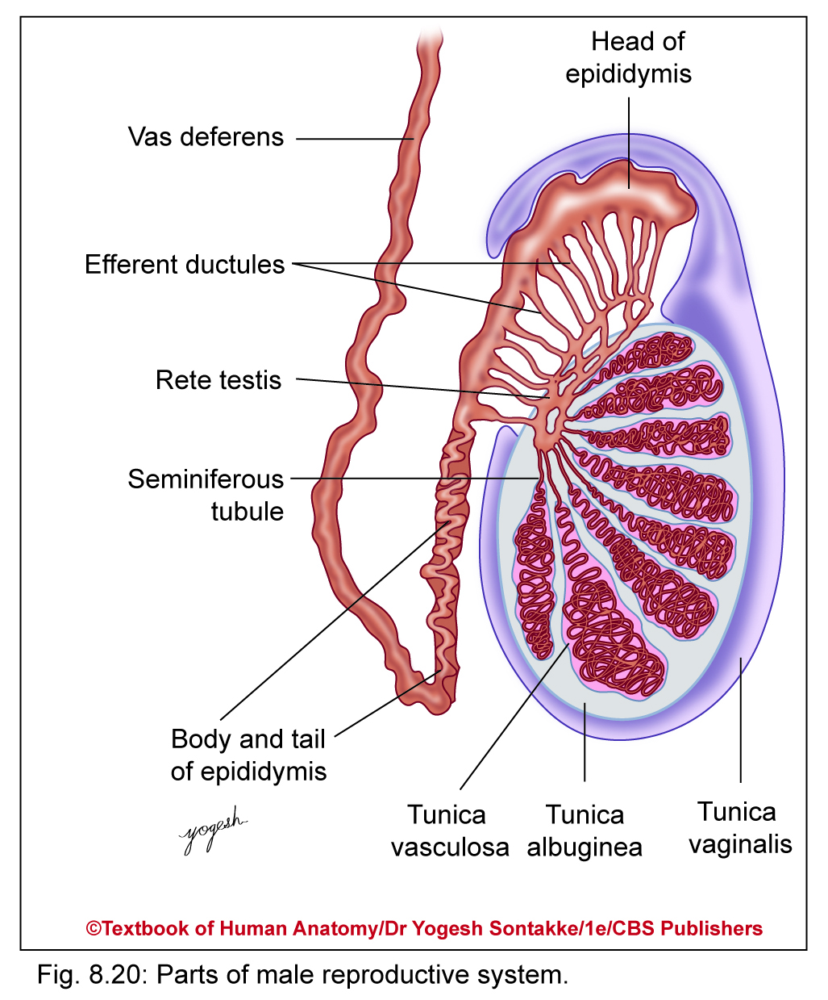 Head of
epididymis
Vas deferens
Efferent ductules
Rete testis
Seminiferous
tubule
Body and tail
of epididymis
Tunica
vasculosa
Tunica
albuginea
Tunica
vaginalis
yogesh
©Textbook of Human Anatomy/Dr Yogesh Sontakke/1e/CBS Publishers
Fig. 8.20: Parts of male reproductive system.